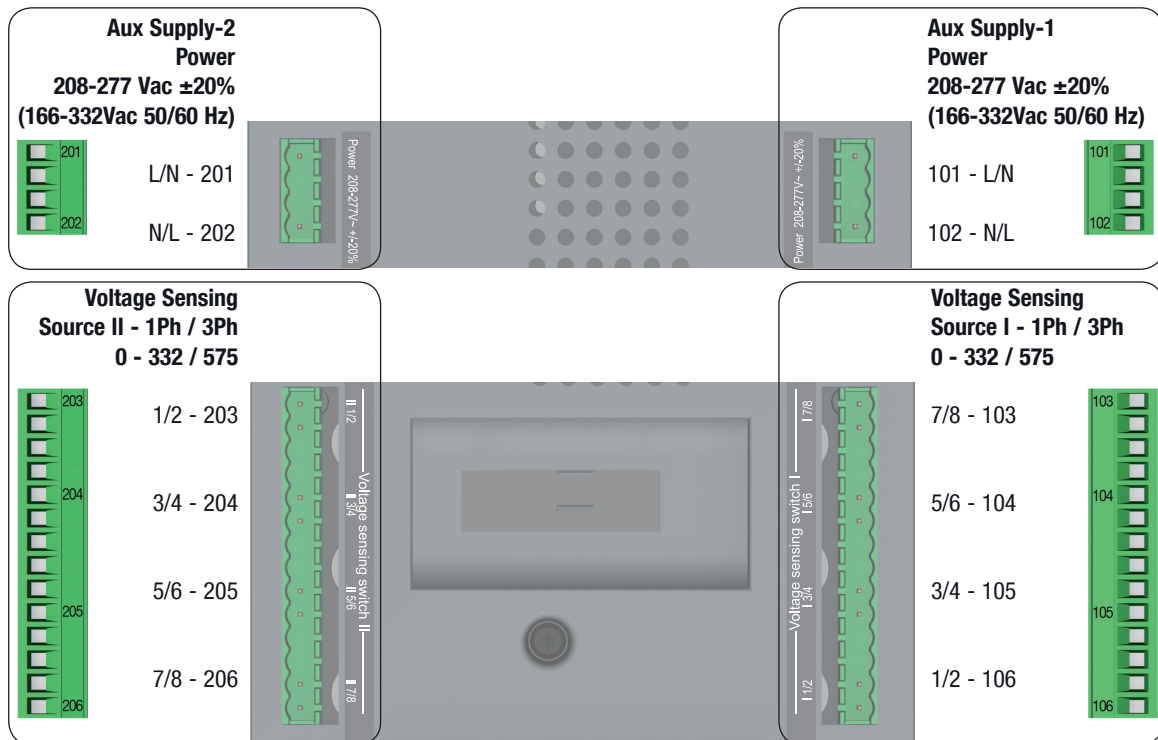 Aux Supply-2
Power
208-277 Vac ±20%
(166-332Vac 50/60 Hz)
201
202
L/N - 201
N/L - 202
Power 208-277V~ +/-20%
Power 208-277V~ +/-20%
Aux Supply-1
Power
208-277 Vac ±20%
(166-332Vac 50/60 Hz)
101 - L/N
102 - N/L
101
102
Voltage Sensing
Source II - 1Ph / 3Ph
0 - 332 / 575
203
204
205
206
1/2 - 203
3/4 - 204
5/6 - 205
7/8 - 206
II 1/2
II 3/4
II 5/6
II 7/8
Voltage sensing switch II
Voltage sensing switch I
I 7/8
I 5/6
I 3/4
I 1/2
Voltage Sensing
Source I - 1Ph / 3Ph
0 - 332 / 575
7/8 - 103
5/6 - 104
3/4 - 105
1/2 - 106
103
104
105
106